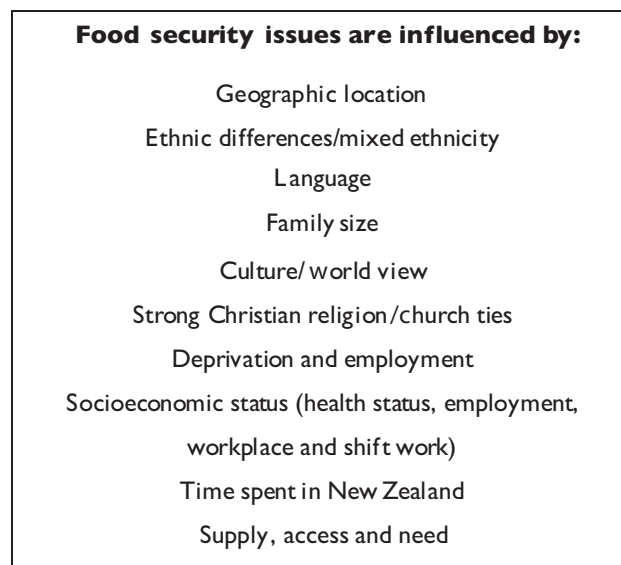 Food security issues are influenced by:
Geographic location
Ethnic differences/mixed ethnicity
Language
Family size
Culture/ world view
Strong Christian religion/church ties
Deprivation and employment
Socioeconomic status (health status, employment,
workplace and shift work)
Time spent in New Zealand
Supply, access and need